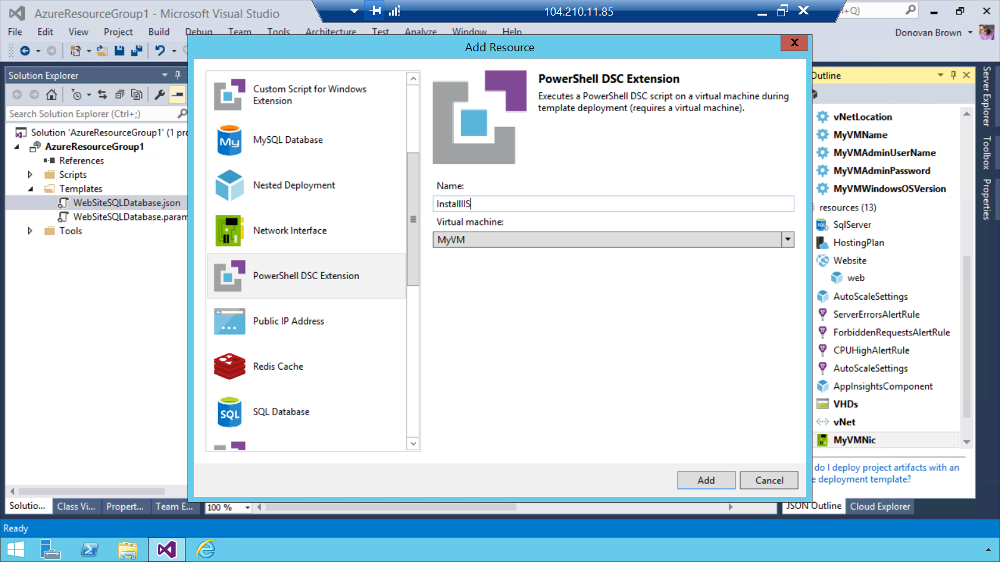 AzureResourceGroup1 - Microsoft Visual Studio
104.210.11.85
File Edit View Project Build Debug Team Tools Architecture Test Analyze Window Help
Donovan Brown
Add Resource
X
Solution Explorer
Search Solution Explorer (Ctrl+;)
Solution 'AzureResourceGroup1' (1
AzureResourceGroup1
References
Scripts
Templates
WebSiteSQLDatabase.json
WebSiteSQLDatabase.param
Tools
Custom Script for Windows
Extension
My
MySQL Database
Nested Deployment
Network Interface
PowerShell DSC Extension
Public IP Address
Redis Cache
SQL
SQL Database
PowerShell DSC Extension
Executes a PowerShell DSC script on a virtual machine during
template deployment (requires a virtual machine).
Name:
InstallIIS
Virtual machine:
MyVM
Add
Cancel
Outline
vNetLocation
MyVMName
MyVMAdminUserName
MyVMAdminPassword
MyVMWindowsOSVersion
resources (13)
SqlServer
HostingPlan
Website
web
AutoScaleSettings
ServerErrorsAlertRule
ForbiddenRequestsAlertRule
CPUHighAlertRule
AutoScaleSettings
AppInsightsComponent
VHDs
vNet
MyVMNic
do I deploy project artifacts with an
e deployment template?
Server Explorer
Toolbox
Properties
Solutio...
Class Vi...
Propert...
Team E...
100 %
JSON Outline
Cloud Explorer
Ready